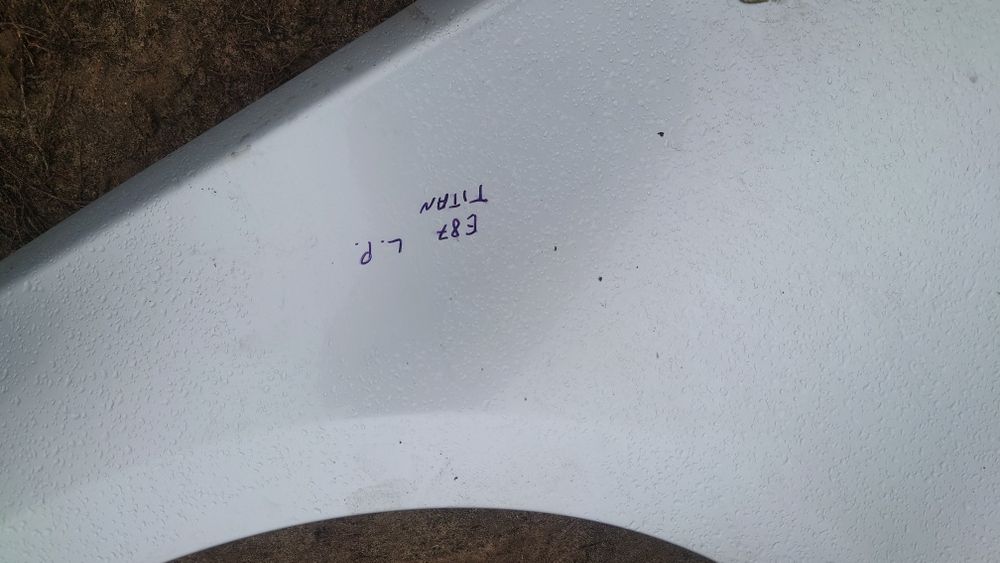 E87 L.P.
TITAN